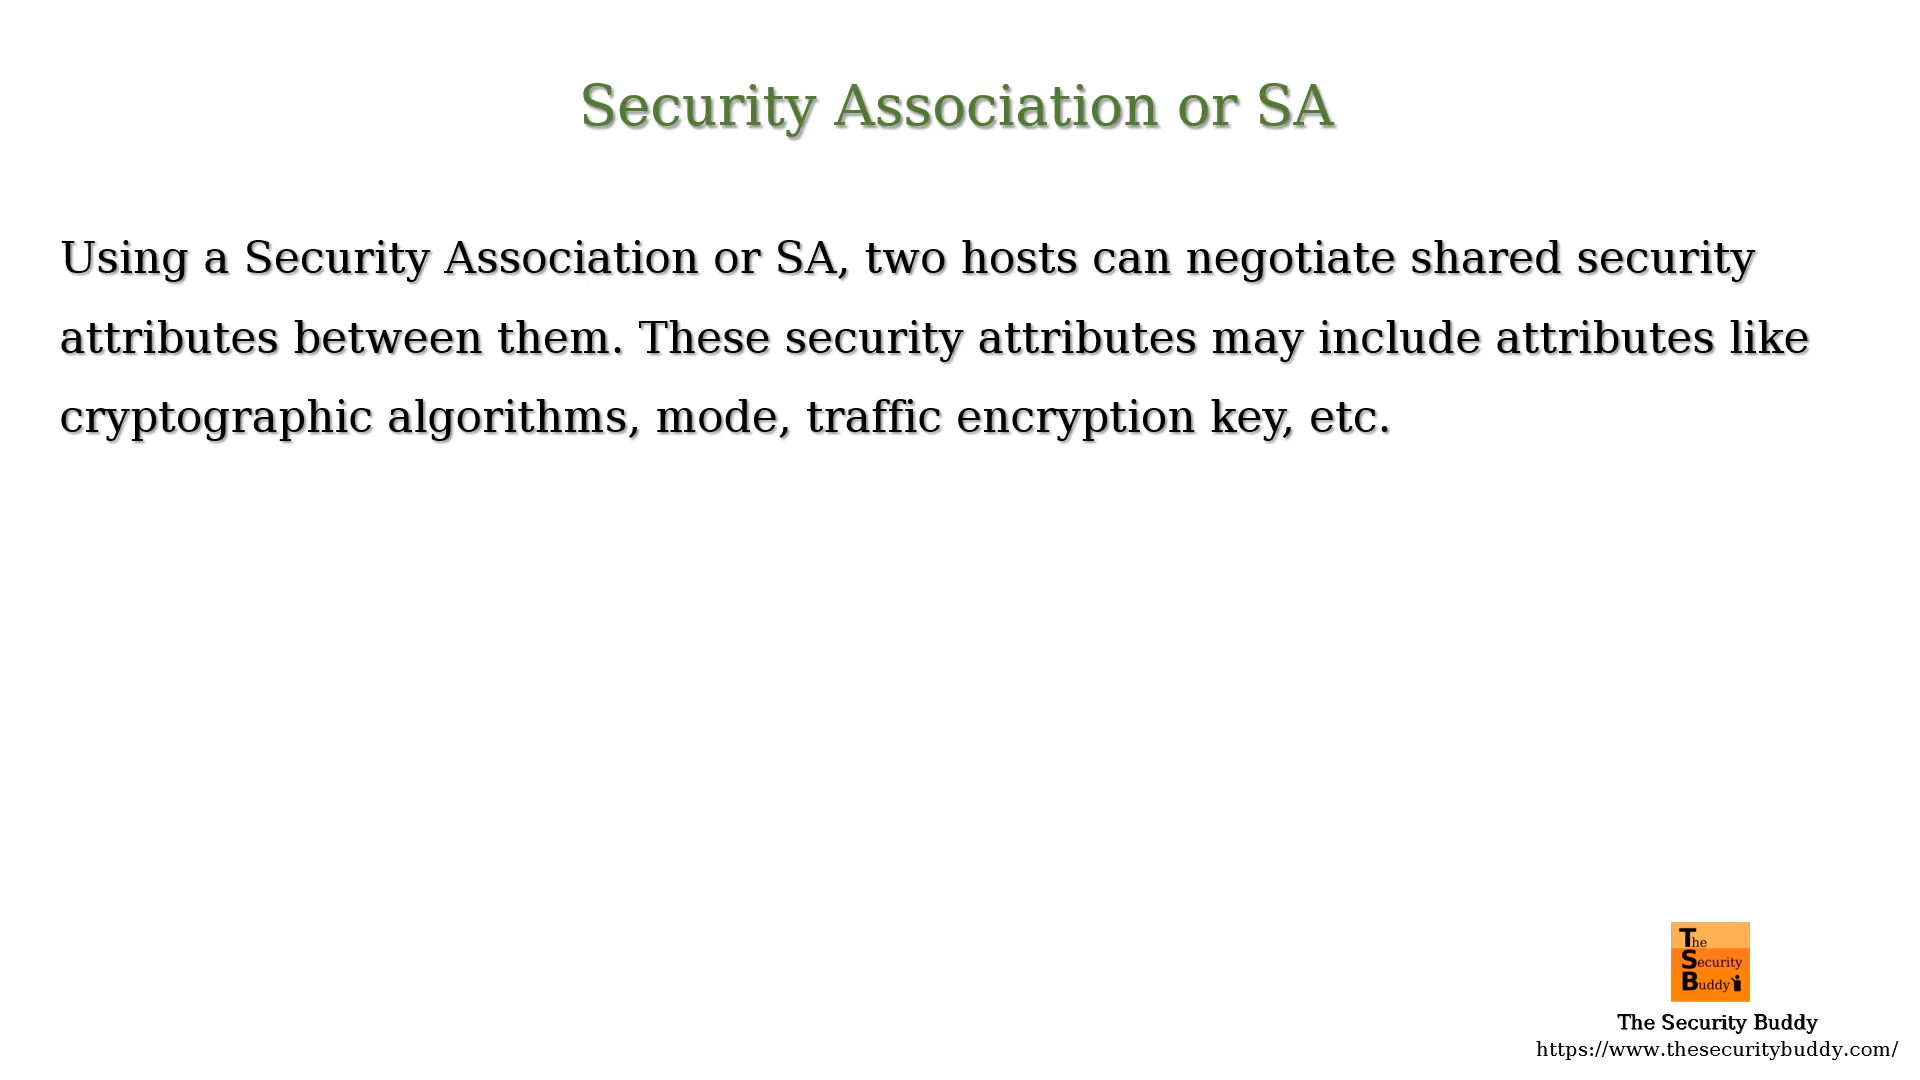 Security Association or SA
Using a Security Association or SA, two hosts can negotiate shared security
attributes between them. These security attributes may include attributes like
cryptographic algorithms, mode, traffic encryption key, etc.
The
Security
Buddy
The Security Buddy
https://www.thesecuritybuddy.com/